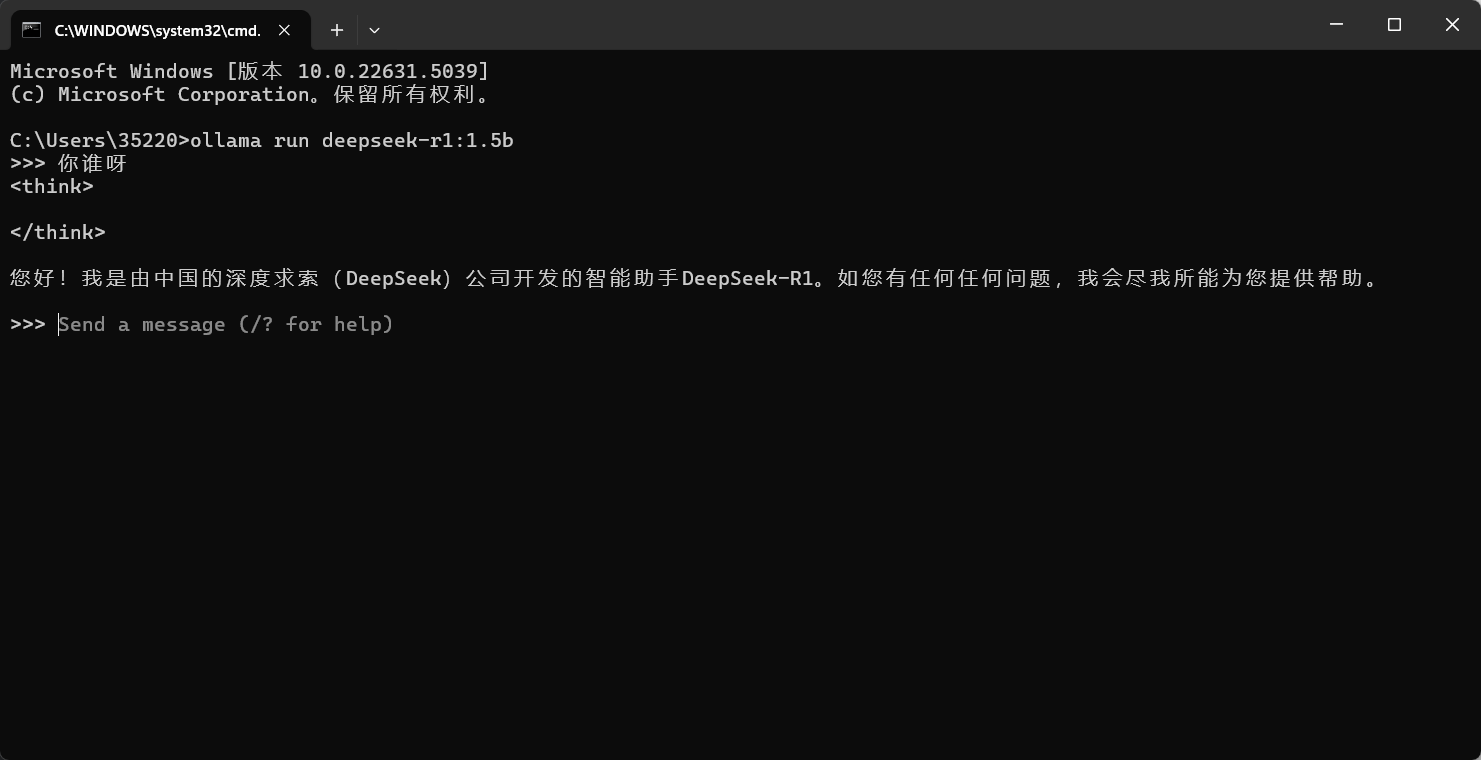 C:\WINDOWS\system32\cmd.
Microsoft Windows [版本 10.0.22631.5039]
(c) Microsoft Corporation。保留所有权利。
C:\Users\35220>ollama run deepseek-r1:1.5b
>>> 你谁呀
<think>
</think>
您好！我是由中国的深度求索（DeepSeek）公司开发的智能助手DeepSeek-R1。如您有任何任何问题，我会尽我所能为您提供帮助。
>>> Send a message (/? for help)